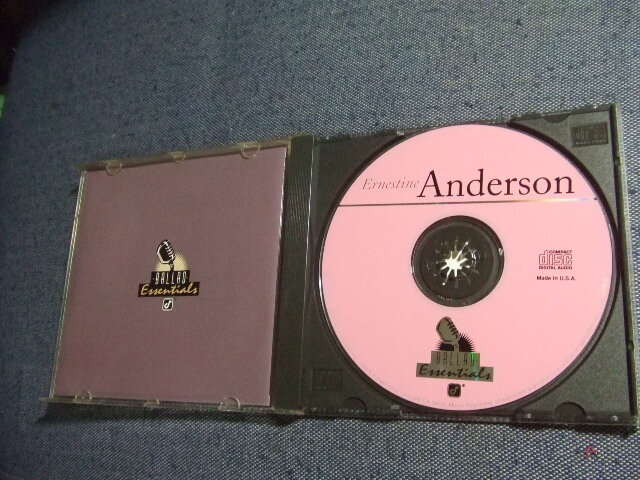 BALLAD
Essentials
Ernestine Anderson
COMPACT
disc
DIGITAL AUDIO
Made in U.S.A.
BALLAD
Essentials